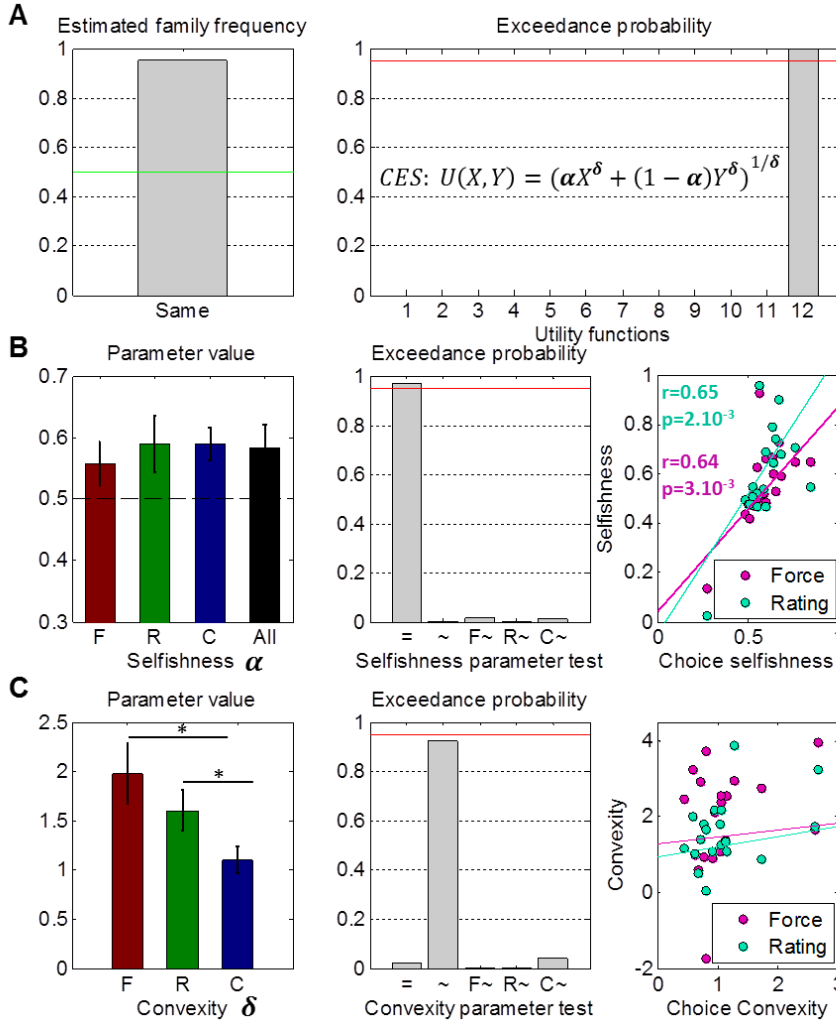 A
Estimated family frequency
Exceedance probability
1
0.8
0.6
0.4
0.2
0
Same
1
0.8
0.6
0.4
0.2
0
CES: U(X,Y) = (αX^δ + (1 − α)Y^δ)^1/δ
1 2 3 4 5 6 7 8 9 10 11 12
Utility functions
B
Parameter value
Exceedance probability
0.7
0.6
0.5
0.4
0.3
F R C All
Selfishness α
1
0.8
0.6
0.4
0.2
0
= ~ F~ R~ C~
Selfishness parameter test
Selfishness
1
0.8
0.6
0.4
0.2
0
r=0.65
p=2.10⁻³
r=0.64
p=3.10⁻³
Force
Rating
0 0.5 1
Choice selfishness
C
Parameter value
Exceedance probability
2.5
2
1.5
1
0.5
0
*
*
F R C
Convexity δ
1
0.8
0.6
0.4
0.2
0
= ~ F~ R~ C~
Convexity parameter test
Convexity
6
4
2
0
-2
Force
Rating
0 1 2 3
Choice Convexity